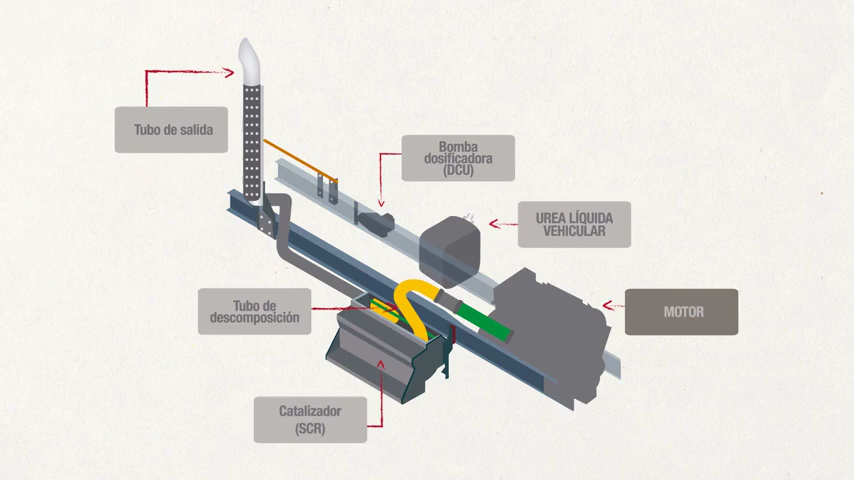 Tubo de salida
Bomba
dosificadora
(DCU)
UREA LÍQUIDA
VEHICULAR
Tubo de
descomposición
MOTOR
Catalizador
(SCR)